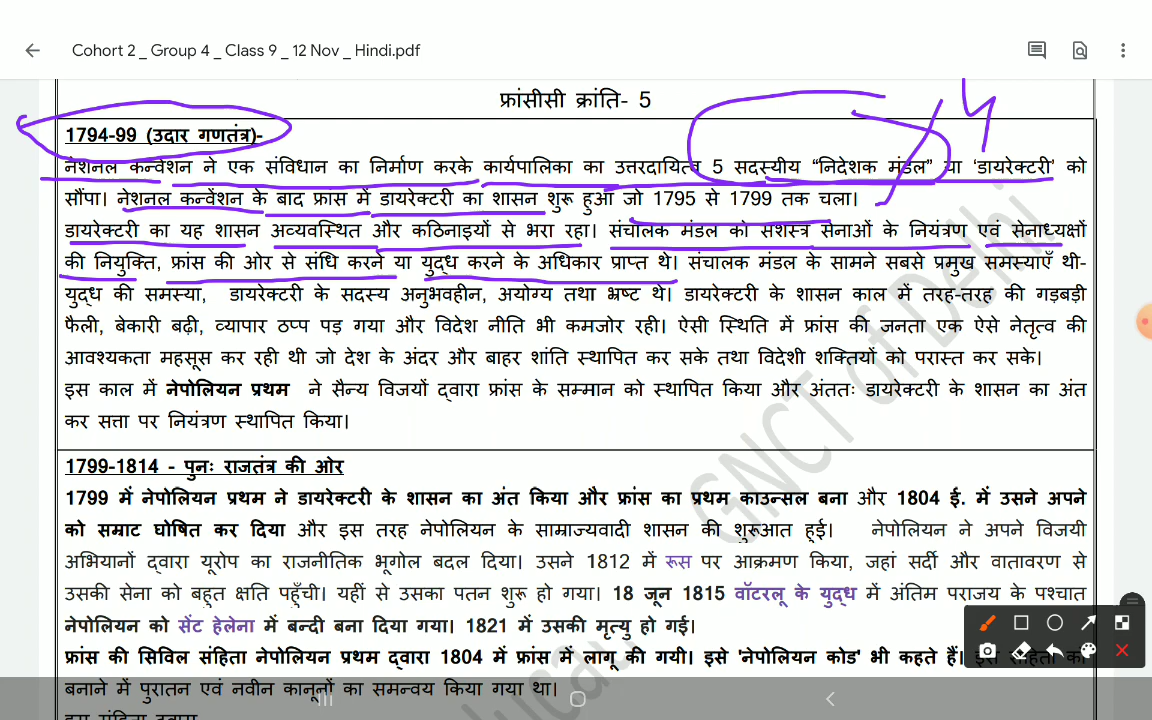 Cohort 2 _ Group 4 _ Class 9 _ 12 Nov _ Hindi.pdf
फ्रांसीसी क्रांति- 5
1794-99 (उदार गणतंत्र)-
नेशनल कन्वेंशन ने एक संविधान का निर्माण करके कार्यपालिका का उत्तरदायित्व 5 सदस्यीय “निदेशक मंडल” या ‘डायरेक्टरी’ को
सौंपा। नेशनल कन्वेंशन के बाद फ्रांस में डायरेक्टरी का शासन शुरू हुआ जो 1795 से 1799 तक चला।
डायरेक्टरी का यह शासन अव्यवस्थित और कठिनाइयों से भरा रहा। संचालक मंडल को सशस्त्र सेनाओं के नियंत्रण एवं सेनाध्यक्षों
की नियुक्ति, फ्रांस की ओर से संधि करने या युद्ध करने के अधिकार प्राप्त थे। संचालक मंडल के सामने सबसे प्रमुख समस्याएँ थी-
युद्ध की समस्या, डायरेक्टरी के सदस्य अनुभवहीन, अयोग्य तथा भ्रष्ट थे। डायरेक्टरी के शासन काल में तरह-तरह की गड़बड़ी
फैली, बेकारी बढ़ी, व्यापार ठप्प पड़ गया और विदेश नीति भी कमजोर रही। ऐसी स्थिति में फ्रांस की जनता एक ऐसे नेतृत्व की
आवश्यकता महसूस कर रही थी जो देश के अंदर और बाहर शांति स्थापित कर सके तथा विदेशी शक्तियों को परास्त कर सके।
इस काल में नेपोलियन प्रथम ने सैन्य विजयों द्वारा फ्रांस के सम्मान को स्थापित किया और अंततः डायरेक्टरी के शासन का अंत
कर सत्ता पर नियंत्रण स्थापित किया।
1799-1814 - पुनः राजतंत्र की ओर
1799 में नेपोलियन प्रथम ने डायरेक्टरी के शासन का अंत किया और फ्रांस का प्रथम काउन्सल बना और 1804 ई. में उसने अपने
को सम्राट घोषित कर दिया और इस तरह नेपोलियन के साम्राज्यवादी शासन की शुरूआत हूई। नेपोलियन ने अपने विजयी
अभियानों द्वारा यूरोप का राजनीतिक भूगोल बदल दिया। उसने 1812 में रूस पर आक्रमण किया, जहां सर्दी और वातावरण से
उसकी सेना को बहुत क्षति पहुँची। यहीं से उसका पतन शुरू हो गया। 18 जून 1815 वॉटरलू के युद्ध में अंतिम पराजय के पश्चात
नेपोलियन को सेंट हेलेना में बन्दी बना दिया गया। 1821 में उसकी मृत्यु हो गई।
फ्रांस की सिविल संहिता नेपोलियन प्रथम द्वारा 1804 में फ्रांस में लागू की गयी। इसे 'नेपोलियन कोड' भी कहते हैं। इस संहिता को
बनाने में पुरातन एवं नवीन कानूनों का समन्वय किया गया था।
GNCT of Delhi